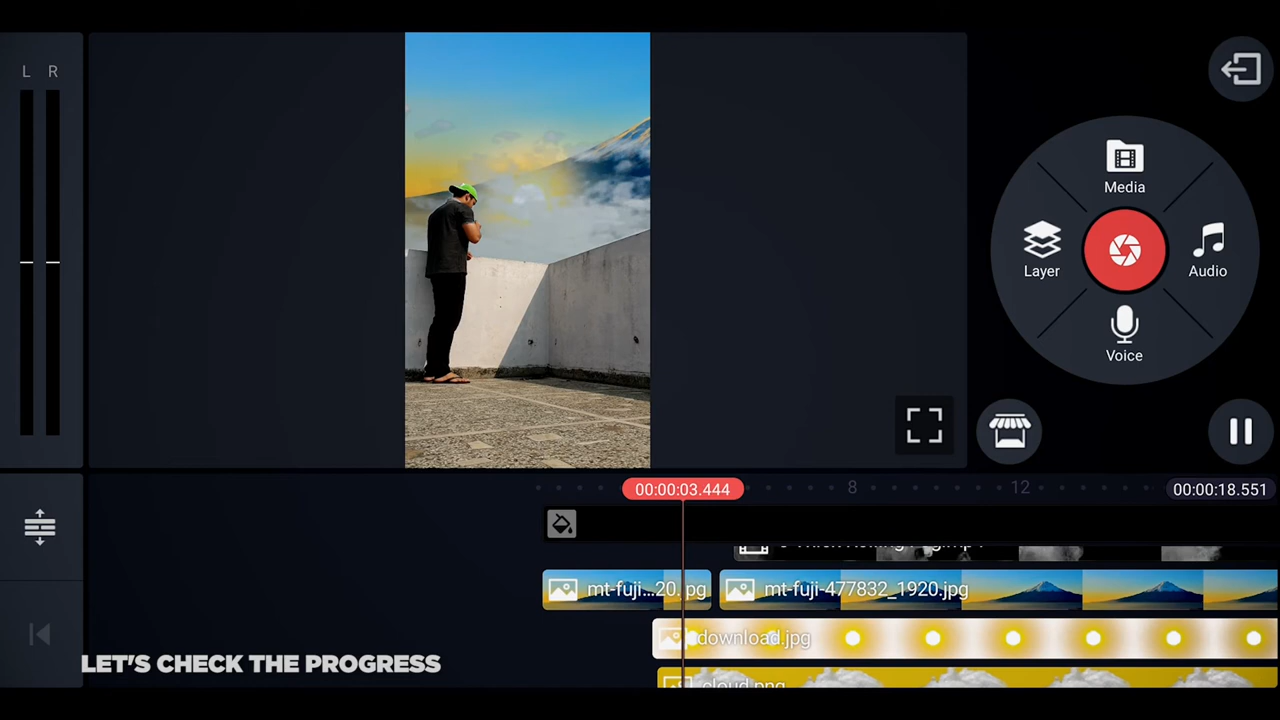 L R
Media
Layer
Audio
Voice
00:00:03.444
8
12
00:00:18.551
mt-fuji...20. pg
mt-fuji-477832_1920.jpg
download.jpg
cloud.png
LET'S CHECK THE PROGRESS